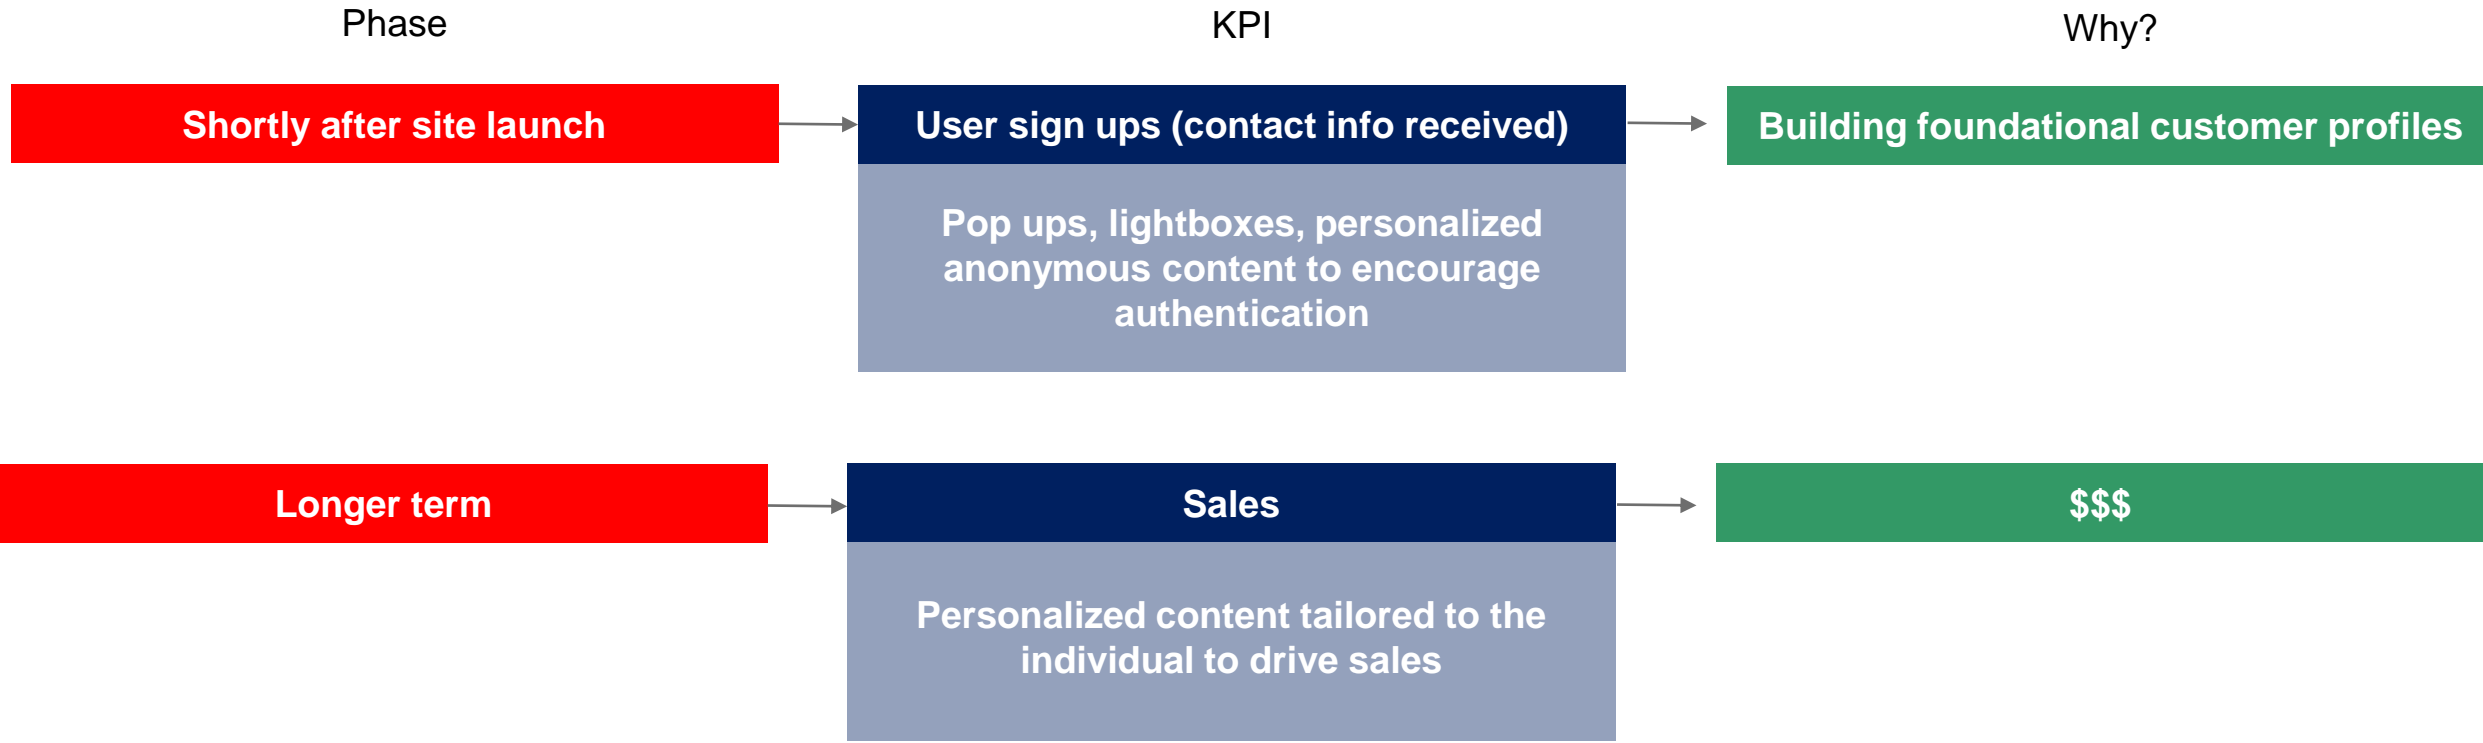 Phase
KPI
Why?
Shortly after site launch
User sign ups (contact info received)
Building foundational customer profiles
Pop ups, lightboxes, personalized
anonymous content to encourage
authentication
Longer term
Sales
$$$
Personalized content tailored to the
individual to drive sales